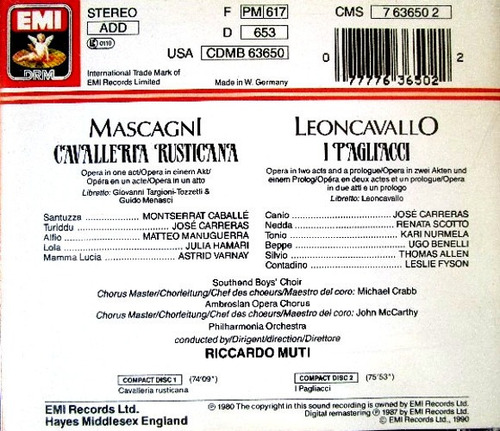 EMI
DRM
STEREO
ADD
0110
International Trade Mark of
EMI Records Limited
F PM 617
D 653
USA CDMB 63650
Made in W. Germany
CMS 7 63650 2
0 77776 36502 2
MASCAGNI
CAVALLERIA RUSTICANA
Opera in one act/Oper in einem Akt/
Opéra en un acte/Opera in un atto
Libretto: Giovanni Targioni-Tozzetti &
Guido Menasci
Santuzza .................. MONTSERRAT CABALLÉ
Turiddu .......................... JOSÉ CARRERAS
Alfio .................... MATTEO MANUGUERRA
Lola ................................ JULIA HAMARI
Mamma Lucia ................ ASTRID VARNAY
LEONCAVALLO
I PAGLIACCI
Opera in two acts and a prologue/Oper in zwei Akten und
einem Prolog/Opéra en deux actes et un prologue/Opera
in due atti e un prologo
Libretto: Leoncavallo
Canio .......................... JOSÉ CARRERAS
Nedda ........................ RENATA SCOTTO
Tonio ............................ KARI NURMELA
Beppe .............................. UGO BENELLI
Silvio .......................... THOMAS ALLEN
Contadino ........................ LESLIE FYSON
Southend Boys' Choir
Chorus Master/Chorleitung/Chef des choeurs/Maestro del coro: Michael Crabb
Ambrosian Opera Chorus
Chorus Master/Chorleitung/Chef des choeurs/Maestro del coro: John McCarthy
Philharmonia Orchestra
conducted by/Dirigent/direction/Direttore
RICCARDO MUTI
COMPACT DISC 1 (74'09")
Cavalleria rusticana
COMPACT DISC 2 (75'53")
I Pagliacci
EMI Records Ltd.
Hayes Middlesex England
℗ 1980 The copyright in this sound recording is owned by EMI Records Ltd.
Digital remastering ℗ 1987 by EMI Records Ltd.
© EMI Records Ltd., 1990